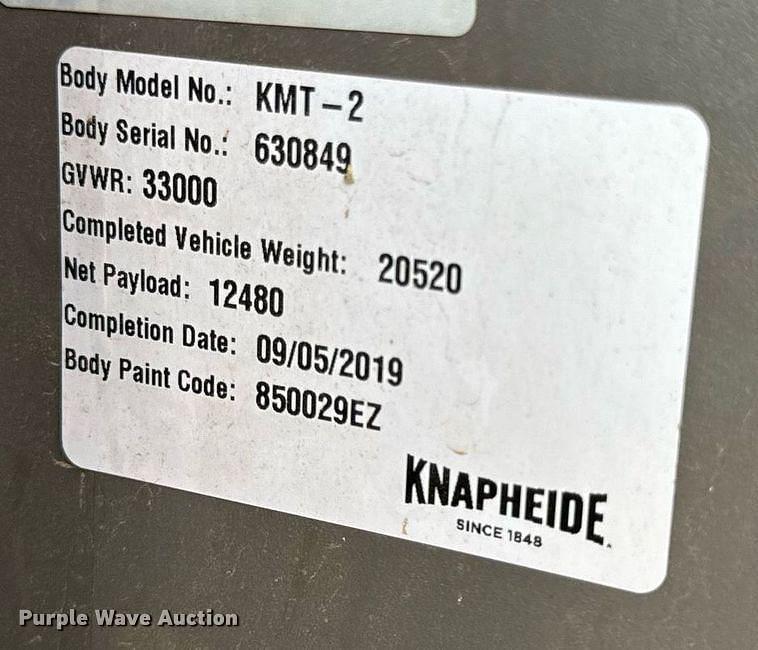 Body Model No.: KMT-2
Body Serial No.: 630849
GVWR: 33000
Completed Vehicle Weight: 20520
Net Payload: 12480
Completion Date: 09/05/2019
Body Paint Code: 850029EZ
KNAPHEIDE
SINCE 1848
Purple Wave Auction